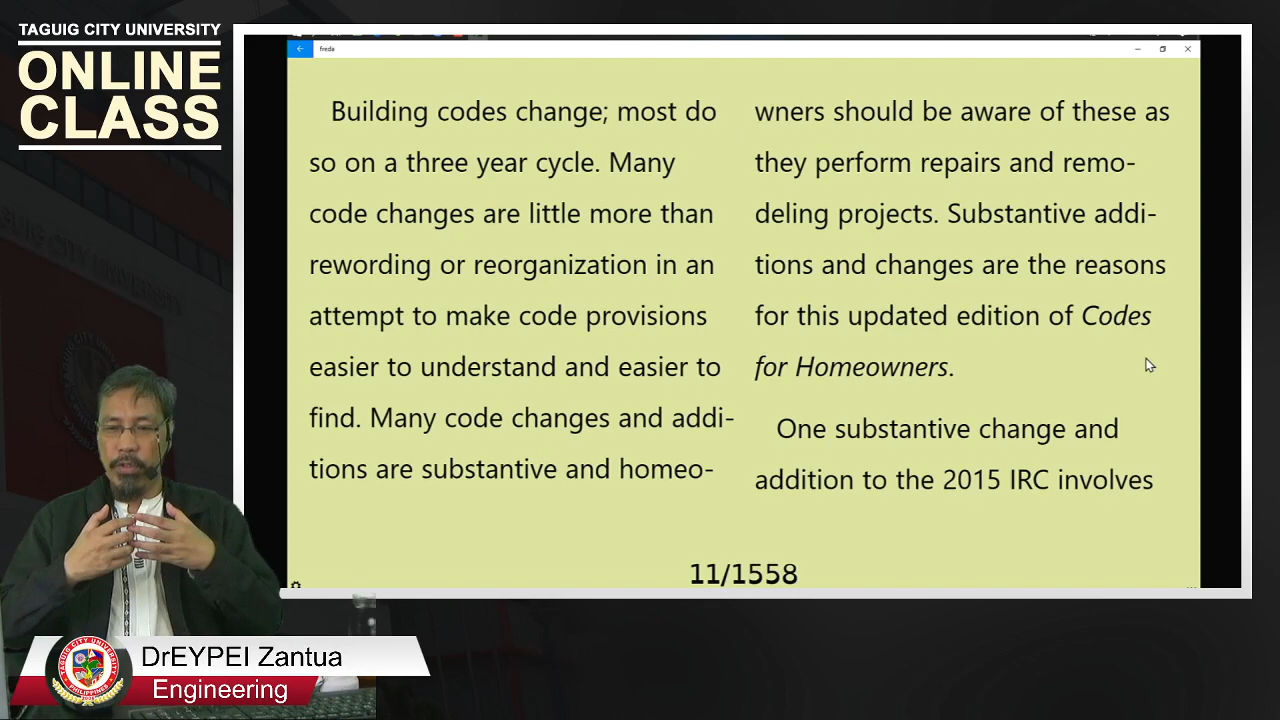 TAGUIG CITY UNIVERSITY
ONLINE
CLASS
freda
Building codes change; most do
so on a three year cycle. Many
code changes are little more than
rewording or reorganization in an
attempt to make code provisions
easier to understand and easier to
find. Many code changes and addi-
tions are substantive and homeo-
wners should be aware of these as
they perform repairs and remo-
deling projects. Substantive addi-
tions and changes are the reasons
for this updated edition of Codes
for Homeowners.
One substantive change and
addition to the 2015 IRC involves
11/1558
DrEYPEI Zantua
Engineering